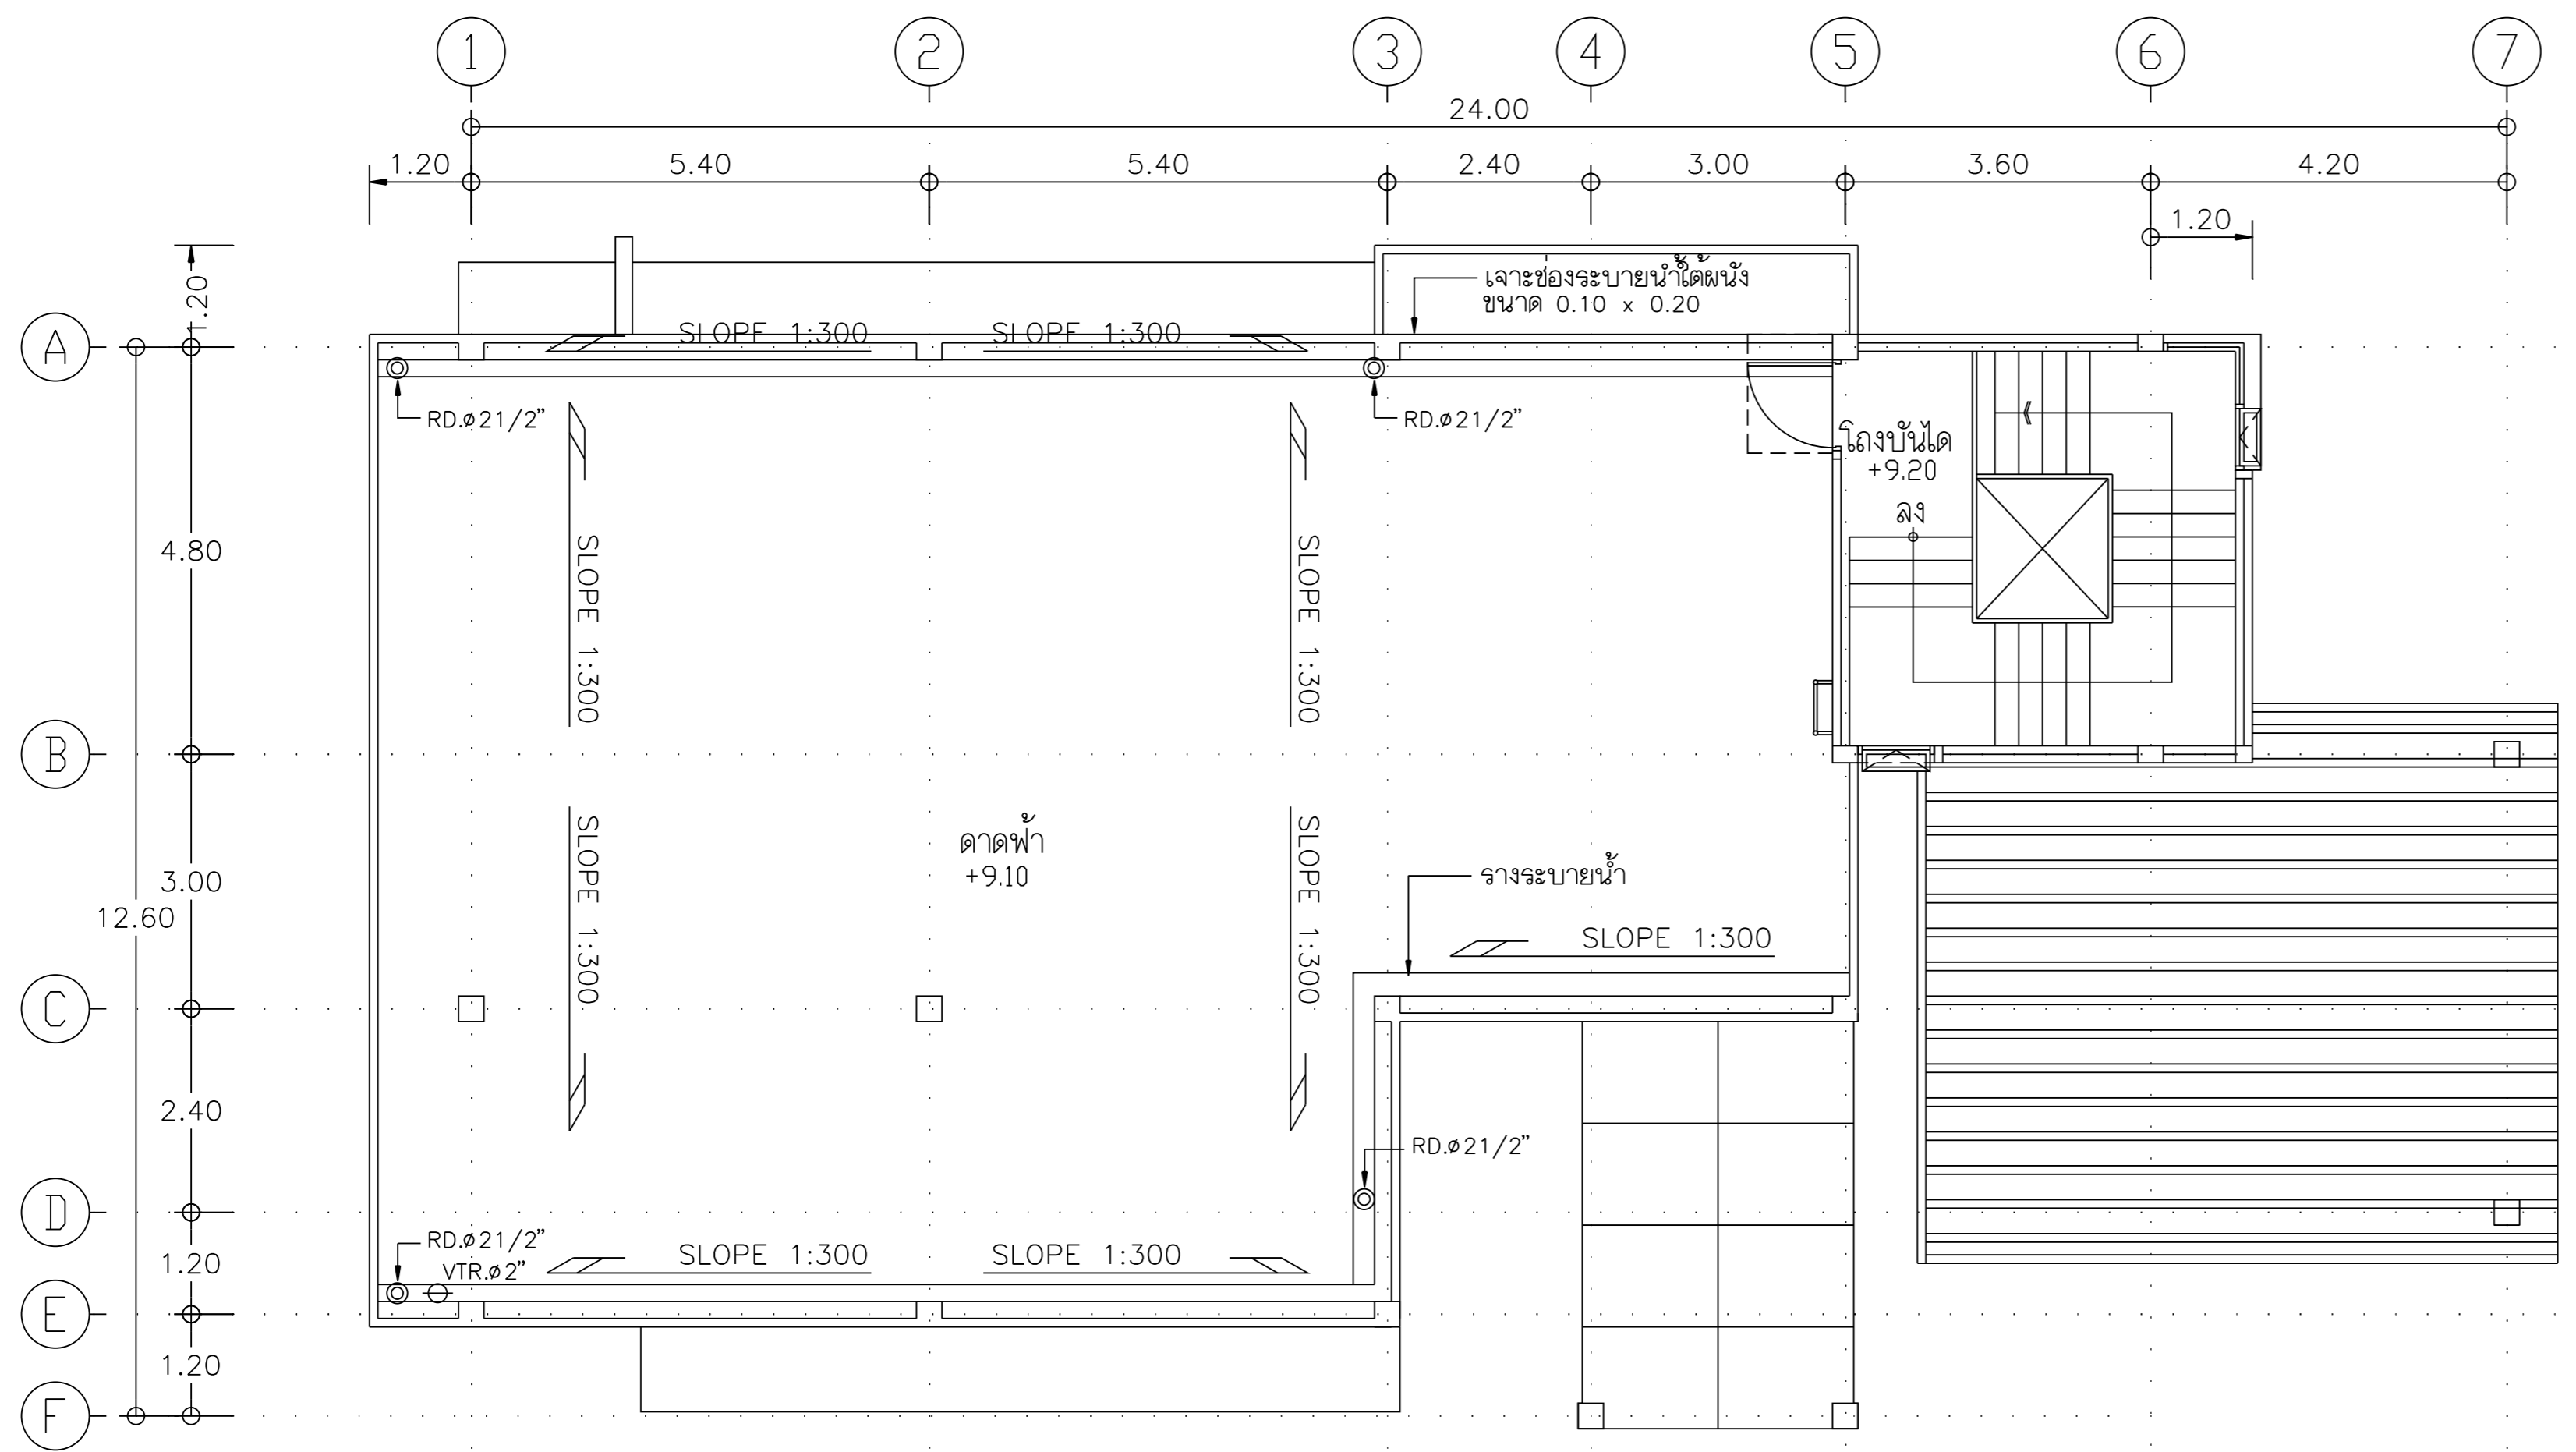 1 2 3 4 5 6 7
24.00
1.20 5.40 5.40 2.40 3.00 3.60 4.20
1.20
1.20
เจาะช่องระบายน้ำใต้ผนัง
ขนาด 0.10 x 0.20
A
SLOPE 1:300 SLOPE 1:300
RD.ø21/2” RD.ø21/2”
โถงบันได
+9.20
ลง
4.80
SLOPE 1:300 SLOPE 1:300
B
ดาดฟ้า
+9.10
รางระบายน้ำ
3.00
12.60
SLOPE 1:300 SLOPE 1:300
SLOPE 1:300
C
2.40
RD.ø21/2”
D
RD.ø21/2”
VTR.ø2”
SLOPE 1:300 SLOPE 1:300
1.20
E
1.20
F